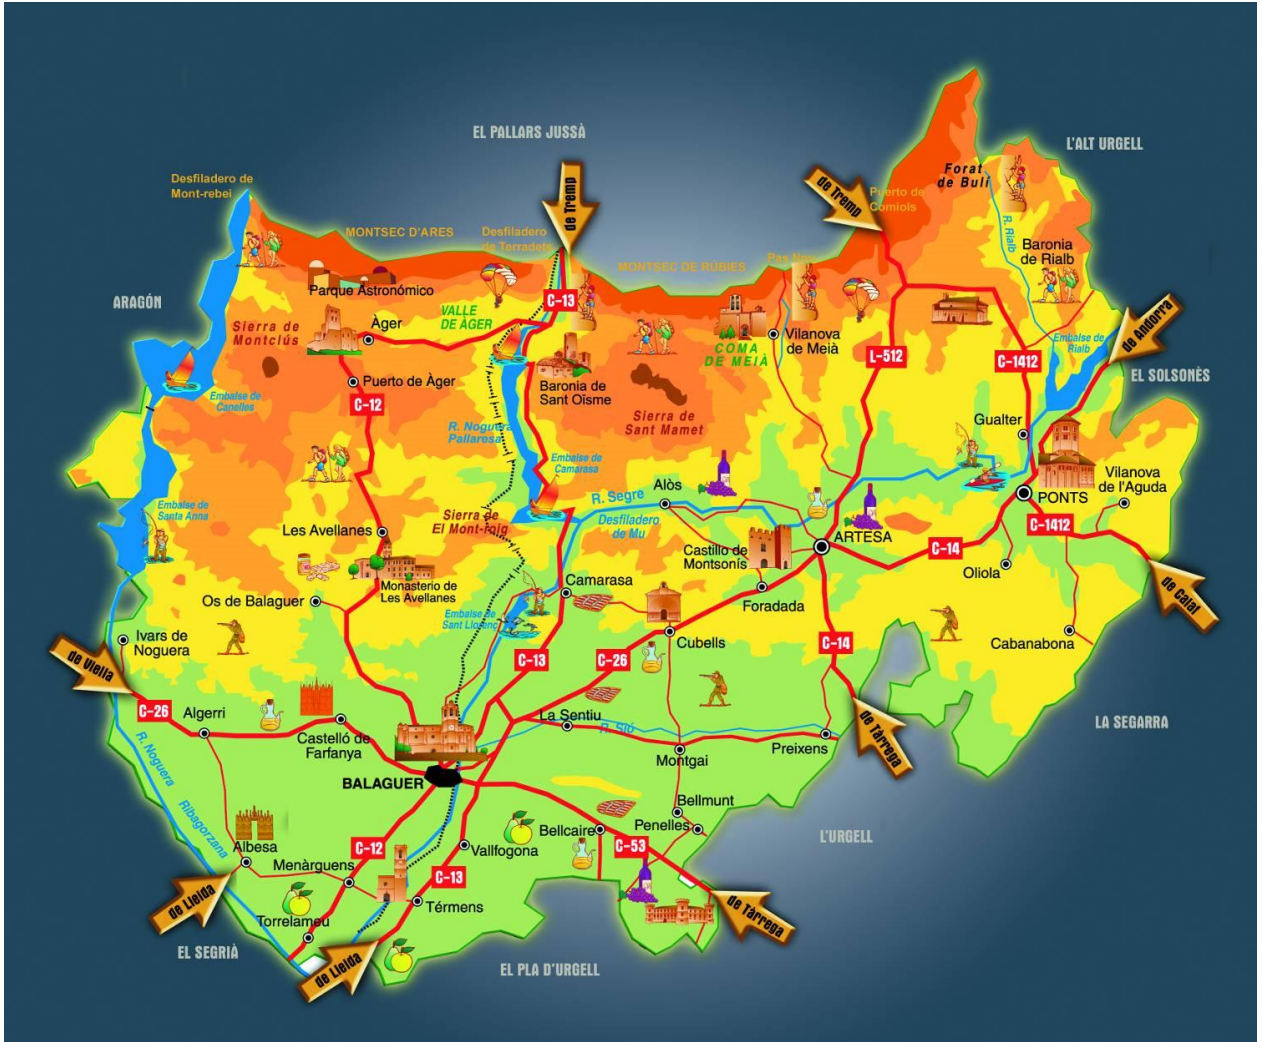 EL PALLARS JUSSÀ
L'ALT URGELL
Forat
de Bulí
Desfiladero de
Mont-rebei
de Tremp
de Tremp
Puerto de
Comiols
R. Rialb
MONTSEC D'ARES
Desfiladero
de Terradets
Baronia
de Rialb
MONTSEC DE RÚBIES
Pas Nou
Parque Astronómico
ARAGÓN
C-13
VALLE
DE ÀGER
Sierra de
Montclús
Àger
Vilanova
de Meià
COMA
DE MEIÀ
Embalse de
Rialb
de Andorra
L-512
C-1412
EL SOLSONÈS
Puerto de Àger
Baronia de
Sant Oïsme
Embalse de
Canelles
C-12
Sierra de
Sant Mamet
R. Noguera
Pallaresa
Gualter
Embalse de
Camarasa
Vilanova
de l'Aguda
Alòs
R. Segre
PONTS
Embalse de
Santa Anna
Sierra de
El Mont-roig
Desfiladero
de Mu
C-1412
Les Avellanes
ARTESA
C-14
Castillo de
Montsonís
Oliola
Monasterio de
Les Avellanes
Camarasa
de Calaf
Os de Balaguer
Foradada
Embalse de
Sant Llorenç
Ivars de
Noguera
Cubells
C-14
Cabanabona
de Viella
C-13
C-26
C-26
Algerri
La Sentiu
R. Sió
LA SEGARRA
Castelló de
Farfanya
Preixens
de Tàrrega
R. Noguera
Ribagorzana
Montgai
BALAGUER
Bellmunt
Bellcaire
Penelles
L'URGELL
Albesa
C-12
Vallfogona
C-53
Menàrguens
C-13
de Lleida
Térmens
de Tàrrega
Torrelameu
EL SEGRIÀ
de Lleida
EL PLA D'URGELL